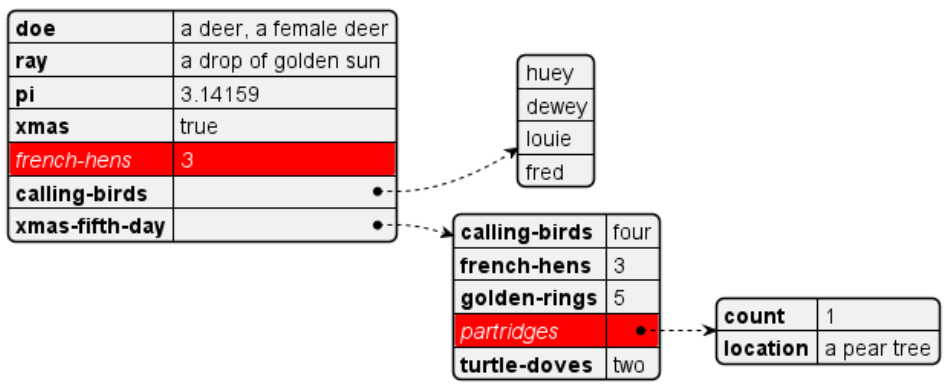 doe a deer, a female deer
ray a drop of golden sun
pi 3.14159
xmas true
french-hens 3
calling-birds
xmas-fifth-day
huey
dewey
louie
fred
calling-birds four
french-hens 3
golden-rings 5
partridges
turtle-doves two
count 1
location a pear tree